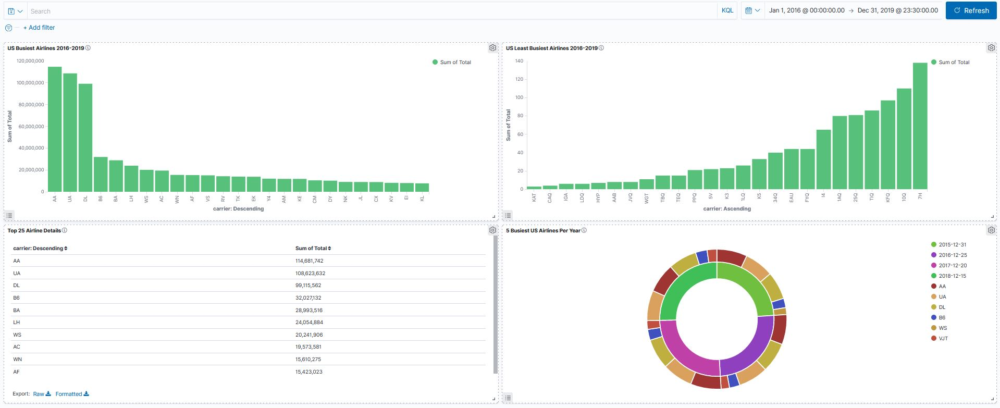 Search KQL Jan 1, 2016 @ 00:00:00.00 → Dec 31, 2019 @ 23:30:00.00 Refresh
+ Add filter
US Busiest Airlines 2016-2019
Sum of Total
120,000,000
100,000,000
80,000,000
60,000,000
40,000,000
20,000,000
0
Sum of Total
AA UA DL B6 BA LH WS AC WN AF VS RV TK EK Y4 AM KE CM DY NK JL CX KV EI KL
carrier: Descending
US Least Busiest Airlines 2016-2019
Sum of Total
140
120
100
80
60
40
20
0
Sum of Total
KAT CAQ IGA LDQ HYP AAB JVQ WGT TBQ TEQ PPQ 5V K3 1LQ K5 34Q EAU FYQ I4 1AQ 25Q TIQ KFQ 10Q 7H
carrier: Ascending
Top 25 Airline Details
carrier: Descending Sum of Total
AA 114,681,742
UA 108,623,632
DL 99,115,562
B6 32,027,132
BA 28,993,516
LH 24,054,884
WS 20,241,906
AC 19,573,581
WN 15,610,275
AF 15,423,023
Export: Raw Formatted
5 Busiest US Airlines Per Year
2015-12-31
2016-12-25
2017-12-20
2018-12-15
AA
UA
DL
B6
WS
VJT